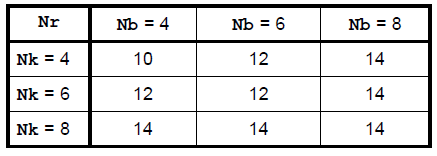 Nr Nb = 4 Nb = 6 Nb = 8
Nk = 4 10 12 14
Nk = 6 12 12 14
Nk = 8 14 14 14